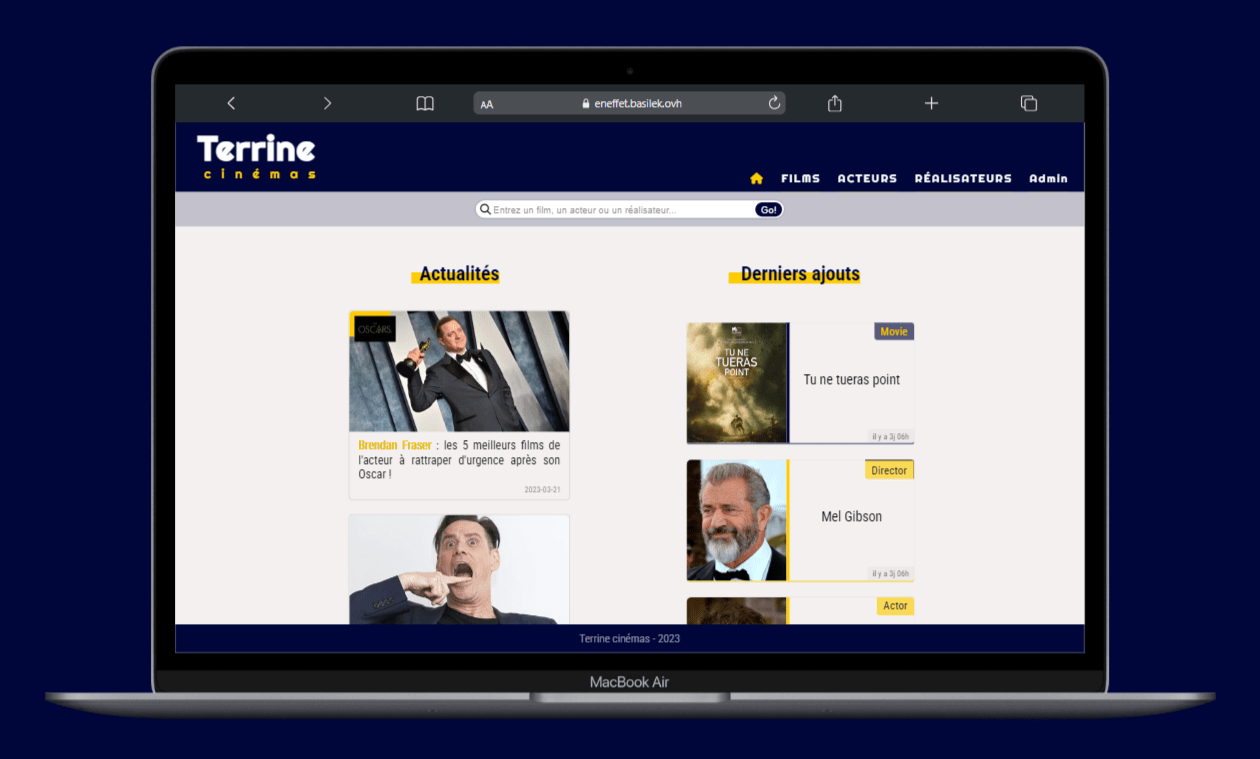 AA
eneffet.basilek.ovh
Terrine
cinémas
FILMS ACTEURS RÉALISATEURS Admin
Entrez un film, un acteur ou un réalisateur...
Go!
Actualités
OSCARS
Brendan Fraser : les 5 meilleurs films de
l'acteur à rattraper d'urgence après son
Oscar !
2023-03-21
Derniers ajouts
TU NE
TUERAS
POINT
Movie
Tu ne tueras point
il y a 3j 06h
Director
Mel Gibson
il y a 3j 06h
Actor
Terrine cinémas - 2023
MacBook Air